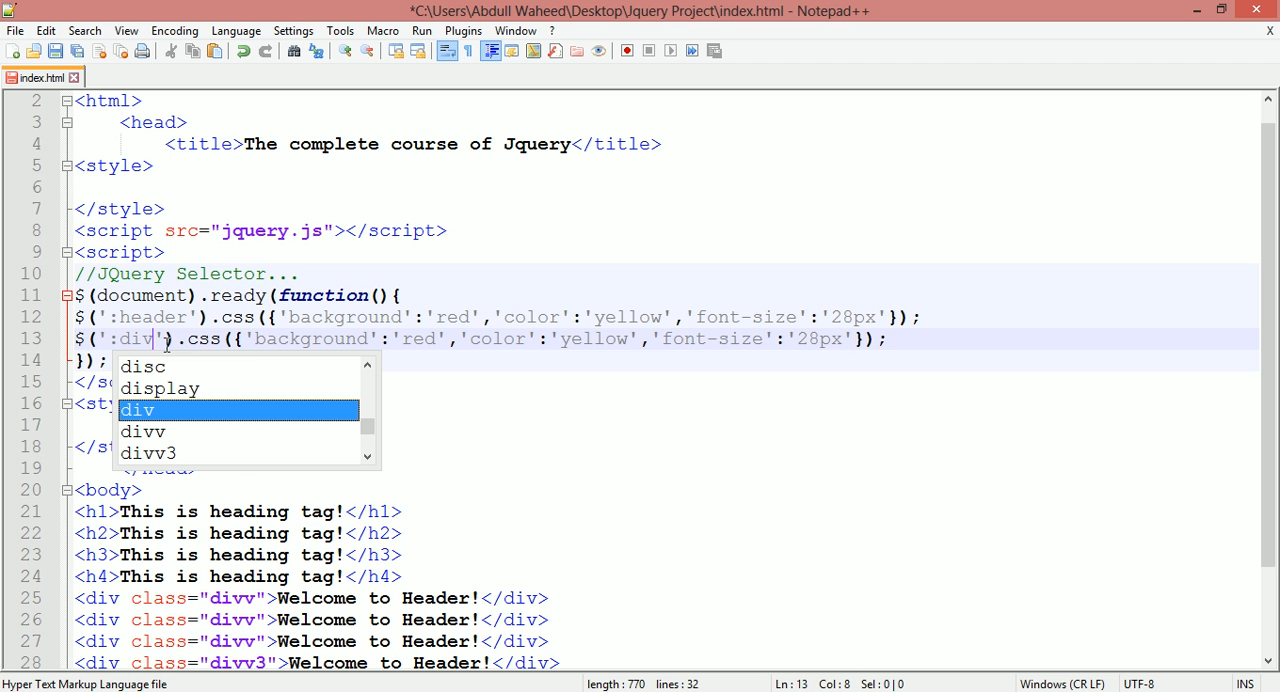 *C:\Users\Abdull Waheed\Desktop\Jquery Project\index.html - Notepad++
File Edit Search View Encoding Language Settings Tools Macro Run Plugins Window ? X
index.html
2 <html>
3 <head>
4 <title>The complete course of Jquery</title>
5 <style>
6
7 </style>
8 <script src="jquery.js"></script>
9 <script>
10 //JQuery Selector...
11 $(document).ready(function(){
12 $(':header').css({'background':'red','color':'yellow','font-size':'28px'});
13 $(':div').css({'background':'red','color':'yellow','font-size':'28px'});
14 });
disc
15 </sc
display
16 <sty
div
17
divv
18 </st
divv3
19 </head>
20 <body>
21 <h1>This is heading tag!</h1>
22 <h2>This is heading tag!</h2>
23 <h3>This is heading tag!</h3>
24 <h4>This is heading tag!</h4>
25 <div class="divv">Welcome to Header!</div>
26 <div class="divv">Welcome to Header!</div>
27 <div class="divv">Welcome to Header!</div>
28 <div class="divv3">Welcome to Header!</div>
Hyper Text Markup Language file length : 770 lines : 32 Ln : 13 Col : 8 Sel : 0 | 0 Windows (CR LF) UTF-8 INS